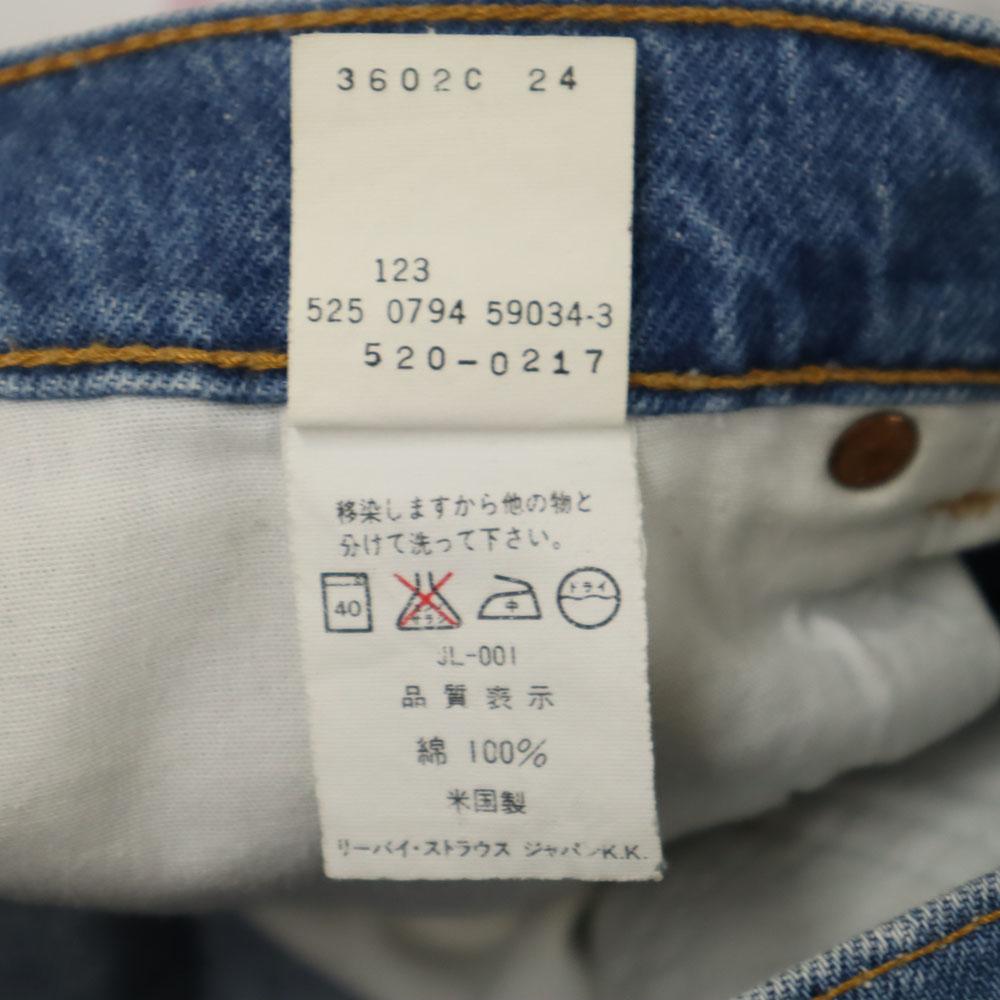 3602C 24
123
525 0794 59034-3
520-0217
移染しますから他の物と
分けて洗って下さい。
40 中 ドライ
JL-001
品質表示
綿 100%
米国製
リーバイ・ストラウス ジャパンK.K.